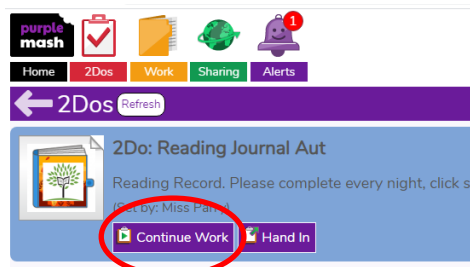 purple
mash
1
Home 2Dos Work Sharing Alerts
2Dos Refresh
2Do: Reading Journal Aut
Reading Record. Please complete every night, click s
(Set by: Miss Parry)
Continue Work Hand In